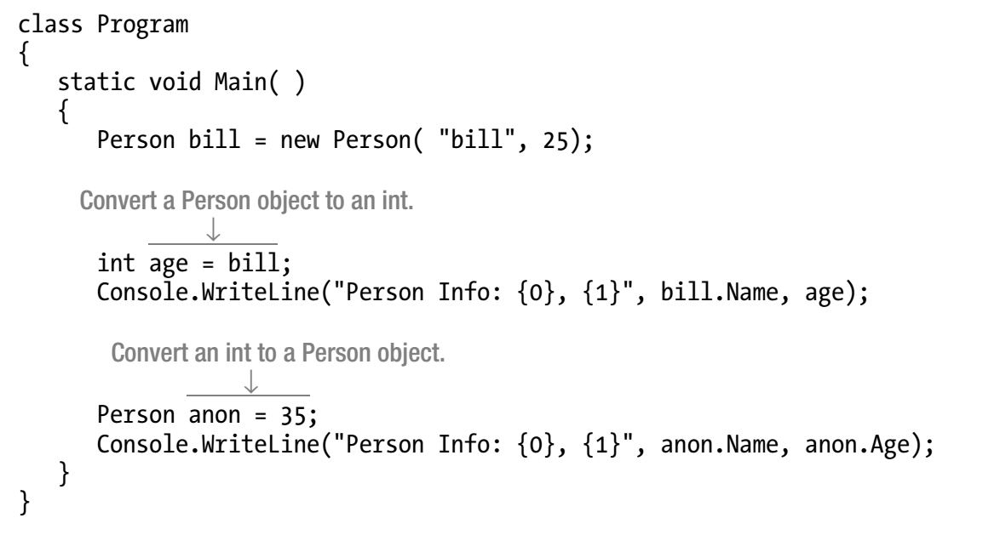 class Program
{
   static void Main( )
   {
      Person bill = new Person( "bill", 25);
Convert a Person object to an int.
↓
      int age = bill;
      Console.WriteLine("Person Info: {0}, {1}", bill.Name, age);
Convert an int to a Person object.
↓
      Person anon = 35;
      Console.WriteLine("Person Info: {0}, {1}", anon.Name, anon.Age);
   }
}